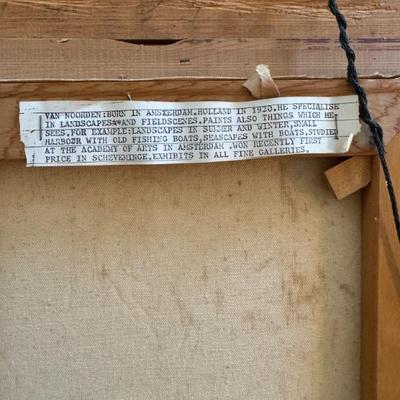 VAN NOORDEN:BORN IN AMSTERDAM.HOLLAND IN 1920.HE SPECIALISE
IN LANDSCAPES AND FIELDSCENES.PAINTS ALSO THINGS WHICH HE
SEES.FOR EXAMPLE:LANDSCAPES IN SUMMER AND WINTER,SMALL
HARBOUR WITH OLD FISHING BOATS,SEASCAPES WITH BOATS.STUDIED
AT THE ACADEMY OF ARTS IN AMSTERDAM .WON RECENTLY FIRST
PRICE IN SCHEVENINGE.EXHIBITS IN ALL FINE GALLERIES.